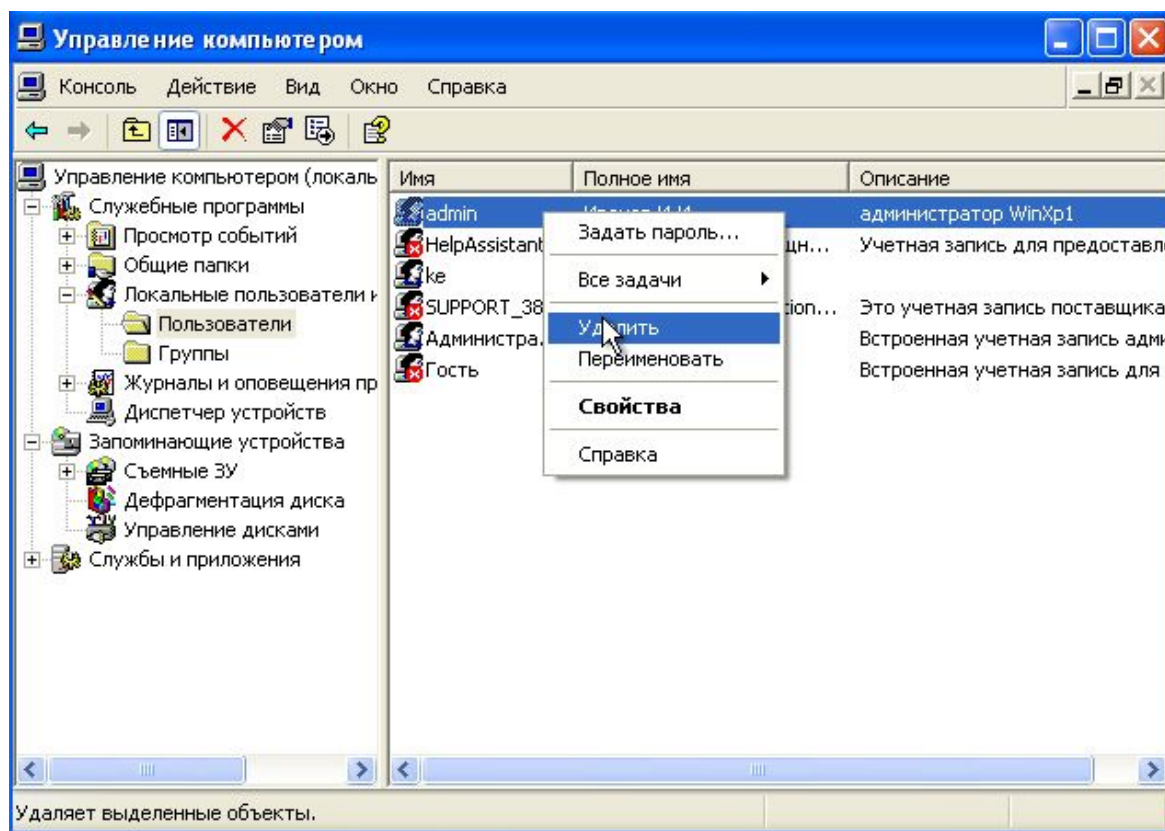 Управление компьютером
Консоль Действие Вид Окно Справка
Управление компьютером (локаль
Служебные программы
Просмотр событий
Общие папки
Локальные пользователи и
Пользователи
Группы
Журналы и оповещения пр
Диспетчер устройств
Запоминающие устройства
Съемные ЗУ
Дефрагментация диска
Управление дисками
Службы и приложения
Имя Полное имя Описание
admin администратор WinXp1
HelpAssistant цн... Учетная запись для предоставл
ke
SUPPORT_38 tion... Это учетная запись поставщика
Администра. Встроенная учетная запись адми
Гость Встроенная учетная запись для
Задать пароль...
Все задачи
Удалить
Переименовать
Свойства
Справка
Удаляет выделенные объекты.